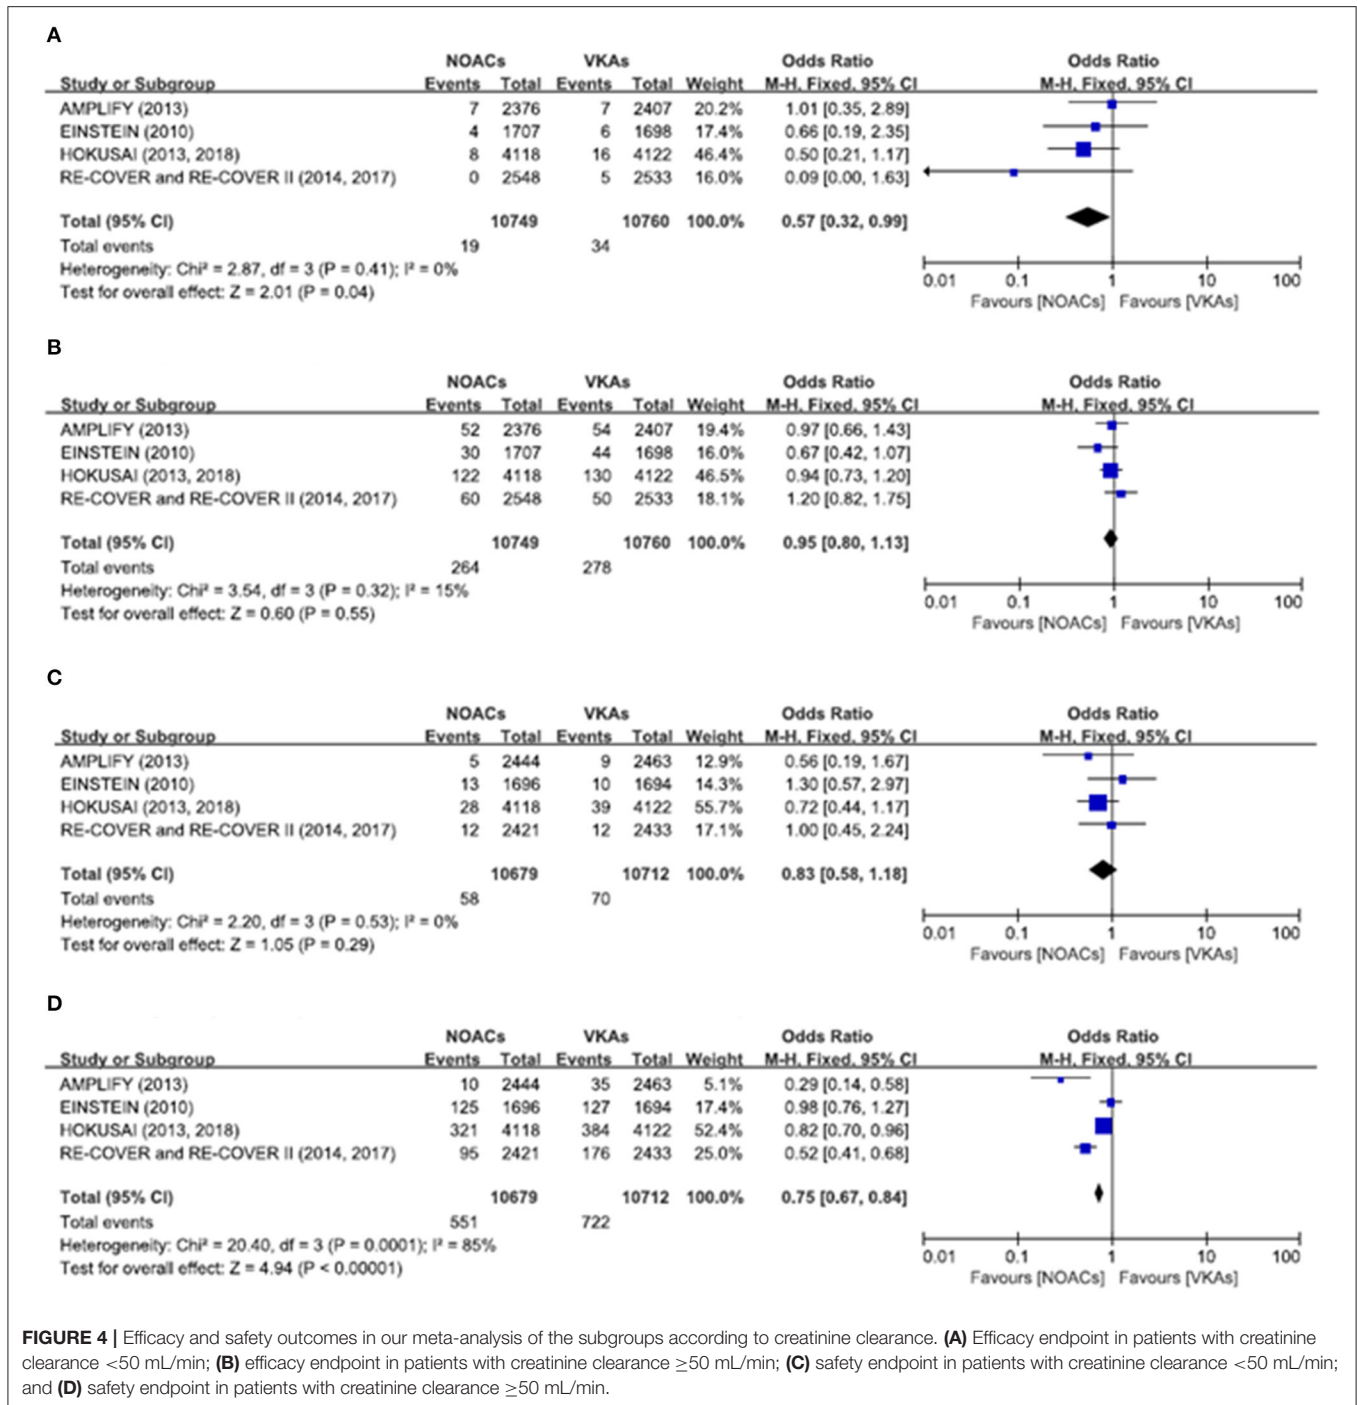 A
NOACs VKAs Odds Ratio Odds Ratio
Study or Subgroup Events Total Events Total Weight M-H, Fixed, 95% CI M-H, Fixed, 95% CI
AMPLIFY (2013) 7 2376 7 2407 20.2% 1.01 [0.35, 2.89]
EINSTEIN (2010) 4 1707 6 1698 17.4% 0.66 [0.19, 2.35]
HOKUSAI (2013, 2018) 8 4118 16 4122 46.4% 0.50 [0.21, 1.17]
RE-COVER and RE-COVER II (2014, 2017) 0 2548 5 2533 16.0% 0.09 [0.00, 1.63]
Total (95% CI) 10749 10760 100.0% 0.57 [0.32, 0.99]
Total events 19 34
Heterogeneity: Chi² = 2.87, df = 3 (P = 0.41); I² = 0%
Test for overall effect: Z = 2.01 (P = 0.04)
0.01 0.1 1 10 100
Favours [NOACs] Favours [VKAs]
B
NOACs VKAs Odds Ratio Odds Ratio
Study or Subgroup Events Total Events Total Weight M-H, Fixed, 95% CI M-H, Fixed, 95% CI
AMPLIFY (2013) 52 2376 54 2407 19.4% 0.97 [0.66, 1.43]
EINSTEIN (2010) 30 1707 44 1698 16.0% 0.67 [0.42, 1.07]
HOKUSAI (2013, 2018) 122 4118 130 4122 46.5% 0.94 [0.73, 1.20]
RE-COVER and RE-COVER II (2014, 2017) 60 2548 50 2533 18.1% 1.20 [0.82, 1.75]
Total (95% CI) 10749 10760 100.0% 0.95 [0.80, 1.13]
Total events 264 278
Heterogeneity: Chi² = 3.54, df = 3 (P = 0.32); I² = 15%
Test for overall effect: Z = 0.60 (P = 0.55)
0.01 0.1 1 10 100
Favours [NOACs] Favours [VKAs]
C
NOACs VKAs Odds Ratio Odds Ratio
Study or Subgroup Events Total Events Total Weight M-H, Fixed, 95% CI M-H, Fixed, 95% CI
AMPLIFY (2013) 5 2444 9 2463 12.9% 0.56 [0.19, 1.67]
EINSTEIN (2010) 13 1696 10 1694 14.3% 1.30 [0.57, 2.97]
HOKUSAI (2013, 2018) 28 4118 39 4122 55.7% 0.72 [0.44, 1.17]
RE-COVER and RE-COVER II (2014, 2017) 12 2421 12 2433 17.1% 1.00 [0.45, 2.24]
Total (95% CI) 10679 10712 100.0% 0.83 [0.58, 1.18]
Total events 58 70
Heterogeneity: Chi² = 2.20, df = 3 (P = 0.53); I² = 0%
Test for overall effect: Z = 1.05 (P = 0.29)
0.01 0.1 1 10 100
Favours [NOACs] Favours [VKAs]
D
NOACs VKAs Odds Ratio Odds Ratio
Study or Subgroup Events Total Events Total Weight M-H, Fixed, 95% CI M-H, Fixed, 95% CI
AMPLIFY (2013) 10 2444 35 2463 5.1% 0.29 [0.14, 0.58]
EINSTEIN (2010) 125 1696 127 1694 17.4% 0.98 [0.76, 1.27]
HOKUSAI (2013, 2018) 321 4118 384 4122 52.4% 0.82 [0.70, 0.96]
RE-COVER and RE-COVER II (2014, 2017) 95 2421 176 2433 25.0% 0.52 [0.41, 0.68]
Total (95% CI) 10679 10712 100.0% 0.75 [0.67, 0.84]
Total events 551 722
Heterogeneity: Chi² = 20.40, df = 3 (P = 0.0001); I² = 85%
Test for overall effect: Z = 4.94 (P < 0.00001)
0.01 0.1 1 10 100
Favours [NOACs] Favours [VKAs]
FIGURE 4 | Efficacy and safety outcomes in our meta-analysis of the subgroups according to creatinine clearance. (A) Efficacy endpoint in patients with creatinine
clearance <50 mL/min; (B) efficacy endpoint in patients with creatinine clearance ≥50 mL/min; (C) safety endpoint in patients with creatinine clearance <50 mL/min;
and (D) safety endpoint in patients with creatinine clearance ≥50 mL/min.